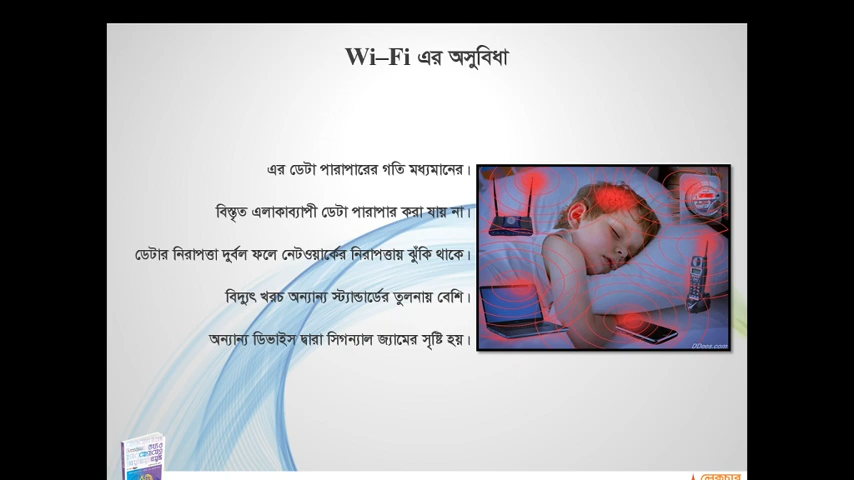 Wi–Fi এর অসুবিধা
এর ডেটা পারাপারের গতি মধ্যমানের।
বিস্তৃত এলাকাব্যাপী ডেটা পারাপার করা যায় না।
ডেটার নিরাপত্তা দুর্বল ফলে নেটওয়ার্কের নিরাপত্তায় ঝুঁকি থাকে।
বিদ্যুৎ খরচ অন্যান্য স্ট্যান্ডার্ডের তুলনায় বেশি।
অন্যান্য ডিভাইস দ্বারা সিগন্যাল জ্যামের সৃষ্টি হয়।
DDees.com
লেকচার